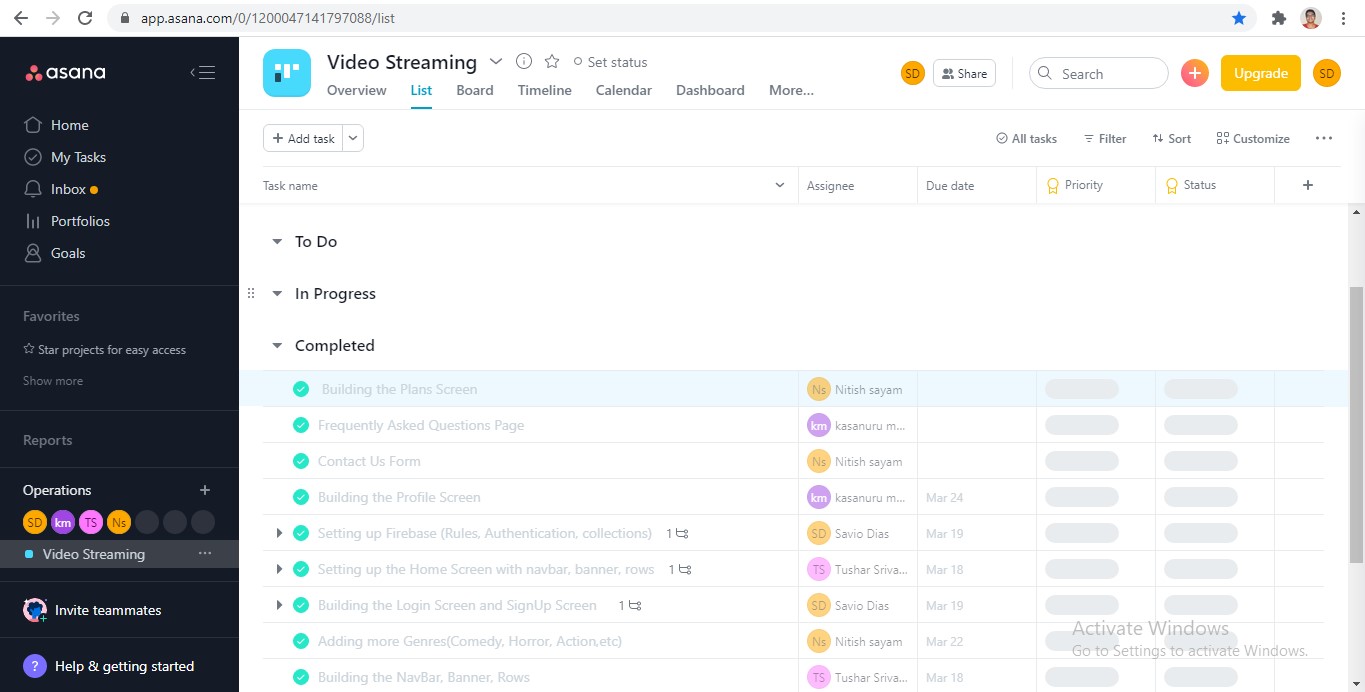 app.asana.com/0/1200047141797088/list
asana
Home
My Tasks
Inbox
Portfolios
Goals
Favorites
Star projects for easy access
Show more
Reports
Operations +
SD km TS Ns
Video Streaming ...
Invite teammates
? Help & getting started
Video Streaming
Set status
Overview List Board Timeline Calendar Dashboard More...
SD Share Search + Upgrade SD
+ Add task
All tasks Filter Sort Customize ...
Task name Assignee Due date Priority Status +
To Do
In Progress
Completed
Building the Plans Screen Ns Nitish sayam
Frequently Asked Questions Page km kasanuru m...
Contact Us Form Ns Nitish sayam
Building the Profile Screen km kasanuru m... Mar 24
Setting up Firebase (Rules, Authentication, collections) 1 SD Savio Dias Mar 19
Setting up the Home Screen with navbar, banner, rows 1 TS Tushar Sriva... Mar 18
Building the Login Screen and SignUp Screen 1 SD Savio Dias Mar 19
Adding more Genres(Comedy, Horror, Action,etc) Ns Nitish sayam Mar 22
Building the NavBar, Banner, Rows TS Tushar Sriva... Mar 18
Activate Windows
Go to Settings to activate Windows.